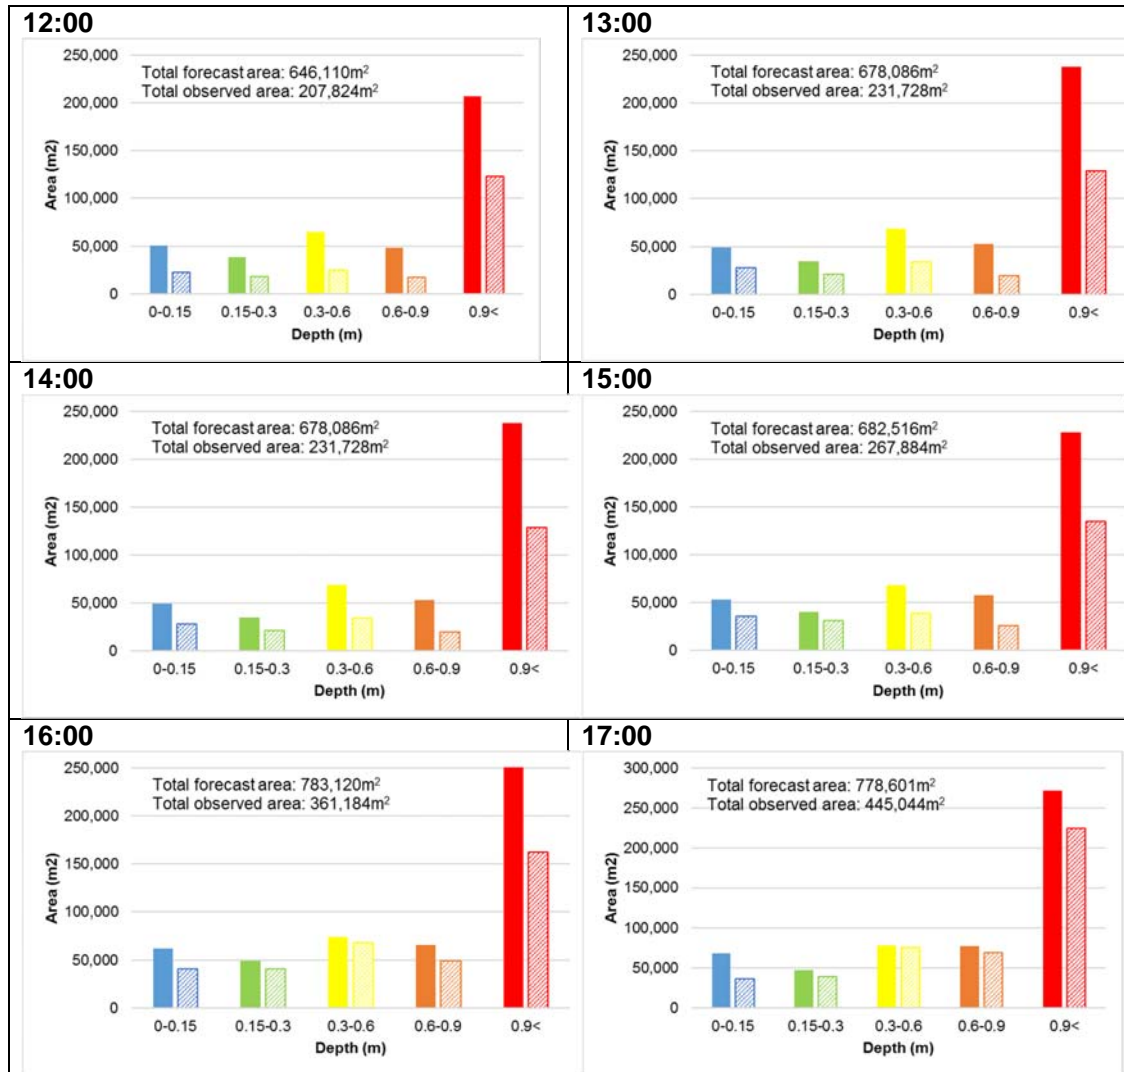 12:00
250,000
Total forecast area: 646,110m²
Total observed area: 207,824m²
200,000
150,000
100,000
50,000
0
Area (m2)
0-0.15 0.15-0.3 0.3-0.6 0.6-0.9 0.9<
Depth (m)
13:00
250,000
Total forecast area: 678,086m²
Total observed area: 231,728m²
200,000
150,000
100,000
50,000
0
Area (m2)
0-0.15 0.15-0.3 0.3-0.6 0.6-0.9 0.9<
Depth (m)
14:00
250,000
Total forecast area: 678,086m²
Total observed area: 231,728m²
200,000
150,000
100,000
50,000
0
Area (m2)
0-0.15 0.15-0.3 0.3-0.6 0.6-0.9 0.9<
Depth (m)
15:00
250,000
Total forecast area: 682,516m²
Total observed area: 267,884m²
200,000
150,000
100,000
50,000
0
Area (m2)
0-0.15 0.15-0.3 0.3-0.6 0.6-0.9 0.9<
Depth (m)
16:00
250,000
Total forecast area: 783,120m²
Total observed area: 361,184m²
200,000
150,000
100,000
50,000
0
Area (m2)
0-0.15 0.15-0.3 0.3-0.6 0.6-0.9 0.9<
Depth (m)
17:00
300,000
Total forecast area: 778,601m²
Total observed area: 445,044m²
250,000
200,000
150,000
100,000
50,000
0
Area (m2)
0-0.15 0.15-0.3 0.3-0.6 0.6-0.9 0.9<
Depth (m)